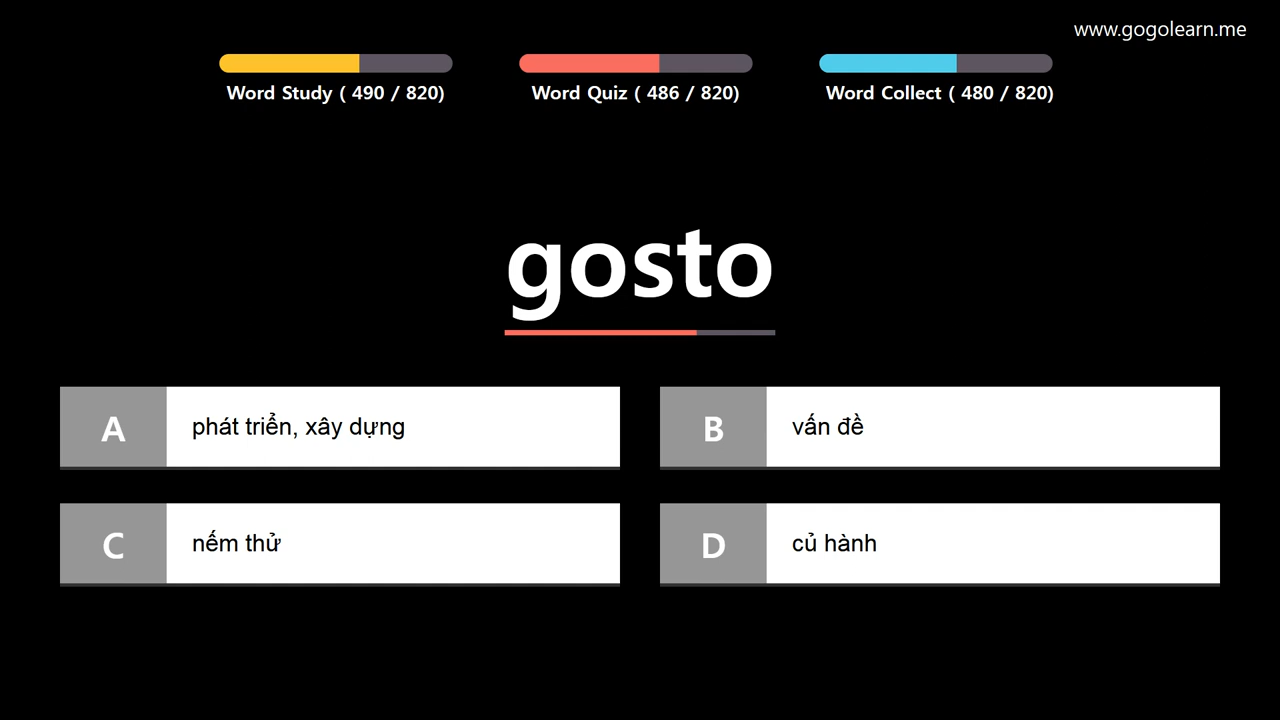 www.gogolearn.me
Word Study ( 490 / 820)
Word Quiz ( 486 / 820)
Word Collect ( 480 / 820)
gosto
A
phát triển, xây dựng
B
vấn đề
C
nếm thử
D
củ hành